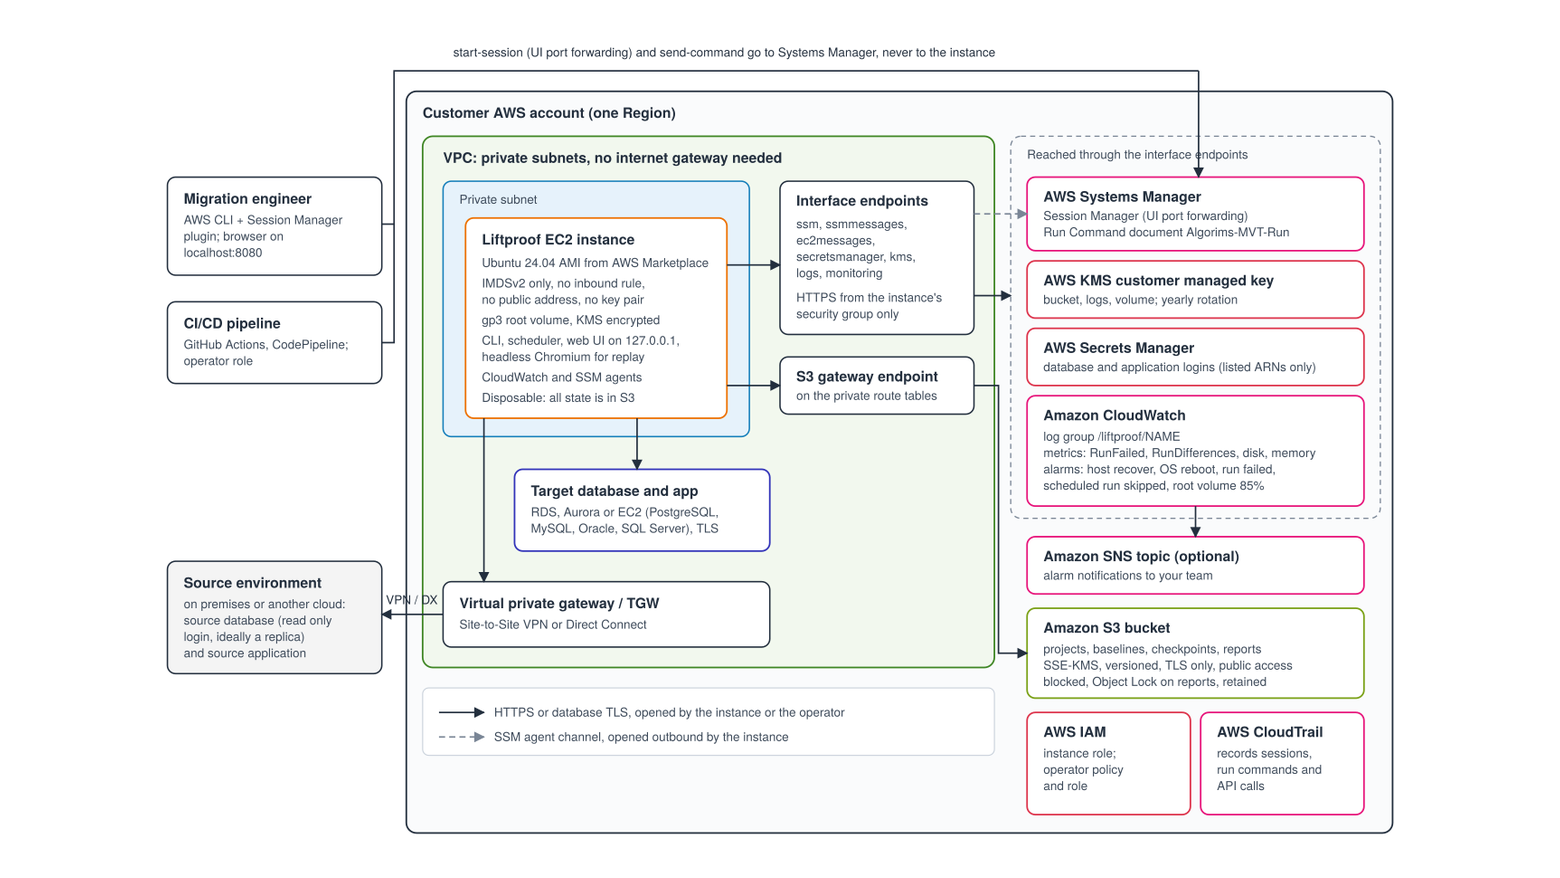 start-session (UI port forwarding) and send-command go to Systems Manager, never to the instance
Customer AWS account (one Region)
VPC: private subnets, no internet gateway needed
Reached through the interface endpoints
Migration engineer
AWS CLI + Session Manager
plugin; browser on
localhost:8080
CI/CD pipeline
GitHub Actions, CodePipeline;
operator role
Private subnet
Liftproof EC2 instance
Ubuntu 24.04 AMI from AWS Marketplace
IMDSv2 only, no inbound rule,
no public address, no key pair
gp3 root volume, KMS encrypted
CLI, scheduler, web UI on 127.0.0.1,
headless Chromium for replay
CloudWatch and SSM agents
Disposable: all state is in S3
Interface endpoints
ssm, ssmmessages,
ec2messages,
secretsmanager, kms,
logs, monitoring
HTTPS from the instance's
security group only
S3 gateway endpoint
on the private route tables
AWS Systems Manager
Session Manager (UI port forwarding)
Run Command document Algorims-MVT-Run
AWS KMS customer managed key
bucket, logs, volume; yearly rotation
AWS Secrets Manager
database and application logins (listed ARNs only)
Amazon CloudWatch
log group /liftproof/NAME
metrics: RunFailed, RunDifferences, disk, memory
alarms: host recover, OS reboot, run failed,
scheduled run skipped, root volume 85%
Target database and app
RDS, Aurora or EC2 (PostgreSQL,
MySQL, Oracle, SQL Server), TLS
Amazon SNS topic (optional)
alarm notifications to your team
Source environment
on premises or another cloud:
source database (read only
login, ideally a replica)
and source application
VPN / DX
Virtual private gateway / TGW
Site-to-Site VPN or Direct Connect
Amazon S3 bucket
projects, baselines, checkpoints, reports
SSE-KMS, versioned, TLS only, public access
blocked, Object Lock on reports, retained
HTTPS or database TLS, opened by the instance or the operator
SSM agent channel, opened outbound by the instance
AWS IAM
instance role;
operator policy
and role
AWS CloudTrail
records sessions,
run commands and
API calls